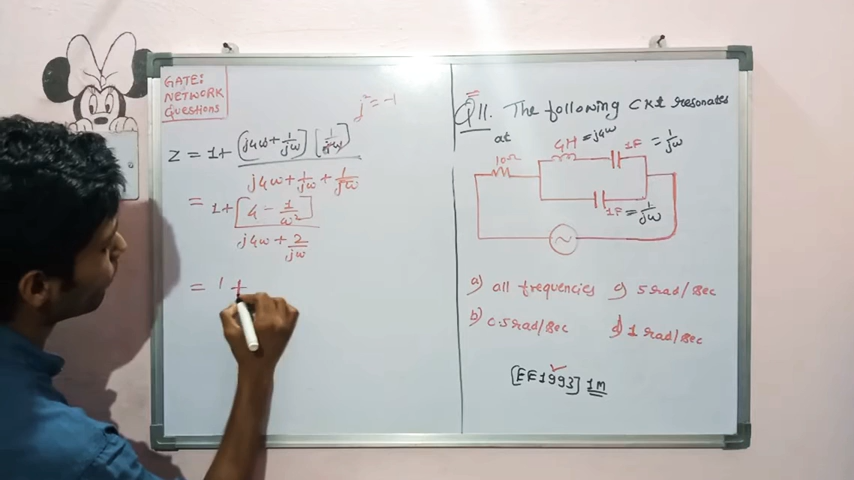 GATE:
NETWORK
Questions
j² = -1
Z = 1 + (j4ω + 1/jω) (1/jω)
j4ω + 1/jω + 1/jω
= 1 + [4 - 1/ω²]
j4ω + 2/jω
= 1 +
Q11. The following CKt resonates
at
4H = j4ω
1F = 1/jω
10Ω
1F = 1/jω
a) all frequencies c) 5 rad/sec
b) 0.5 rad/sec d) 1 rad/sec
[EE1993] 1M